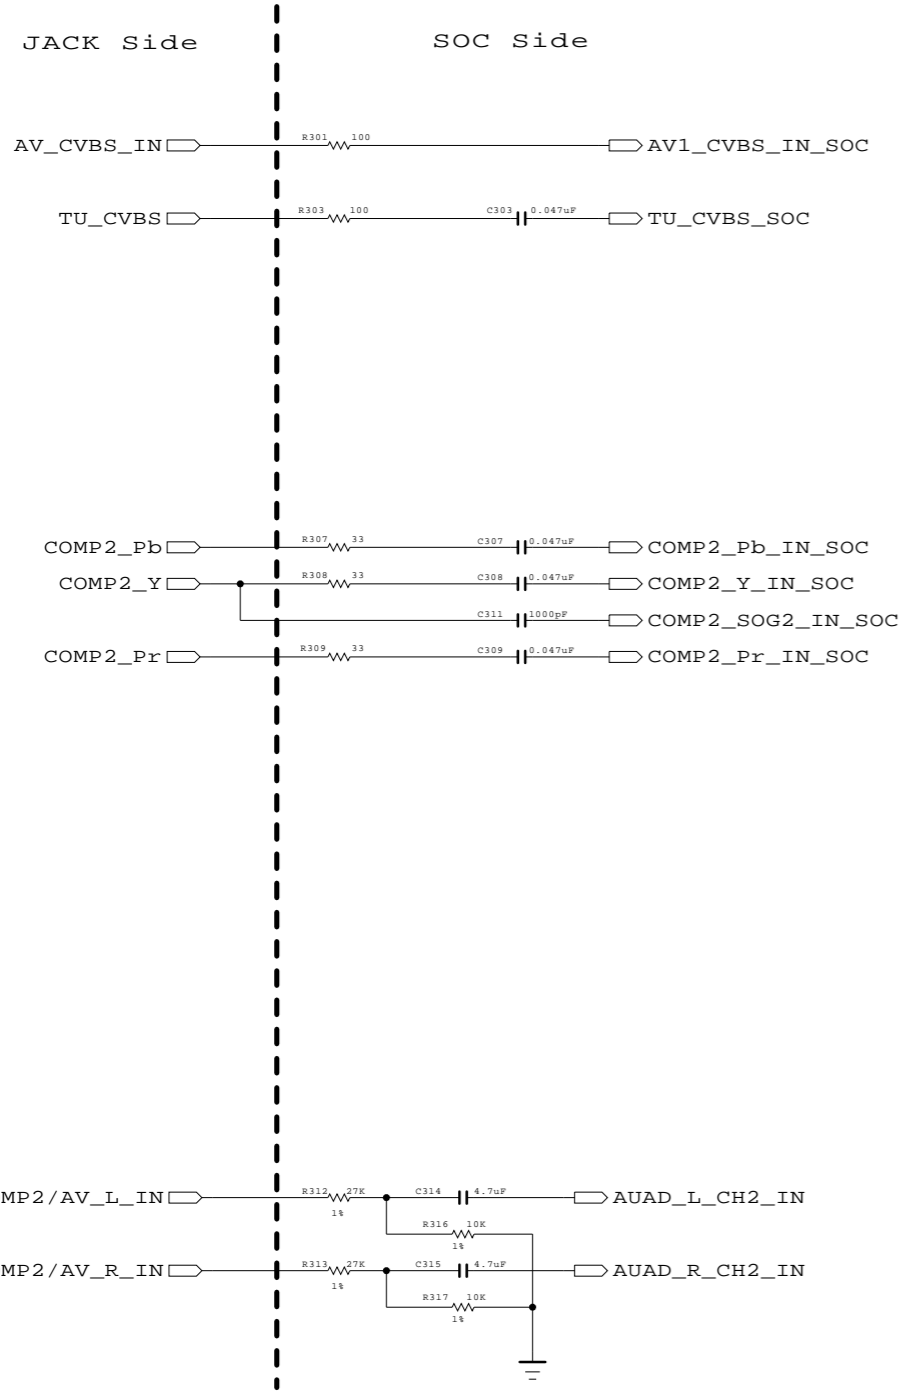 JACK Side SOC Side
AV_CVBS_IN R301 100 AV1_CVBS_IN_SOC
TU_CVBS R303 100 C303 0.047uF TU_CVBS_SOC
COMP2_Pb R307 33 C307 0.047uF COMP2_Pb_IN_SOC
COMP2_Y R308 33 C308 0.047uF COMP2_Y_IN_SOC
C311 1000pF COMP2_SOG2_IN_SOC
COMP2_Pr R309 33 C309 0.047uF COMP2_Pr_IN_SOC
MP2/AV_L_IN R312 27K C314 4.7uF AUAD_L_CH2_IN
1%
R316 10K
1%
MP2/AV_R_IN R313 27K C315 4.7uF AUAD_R_CH2_IN
1%
R317 10K
1%